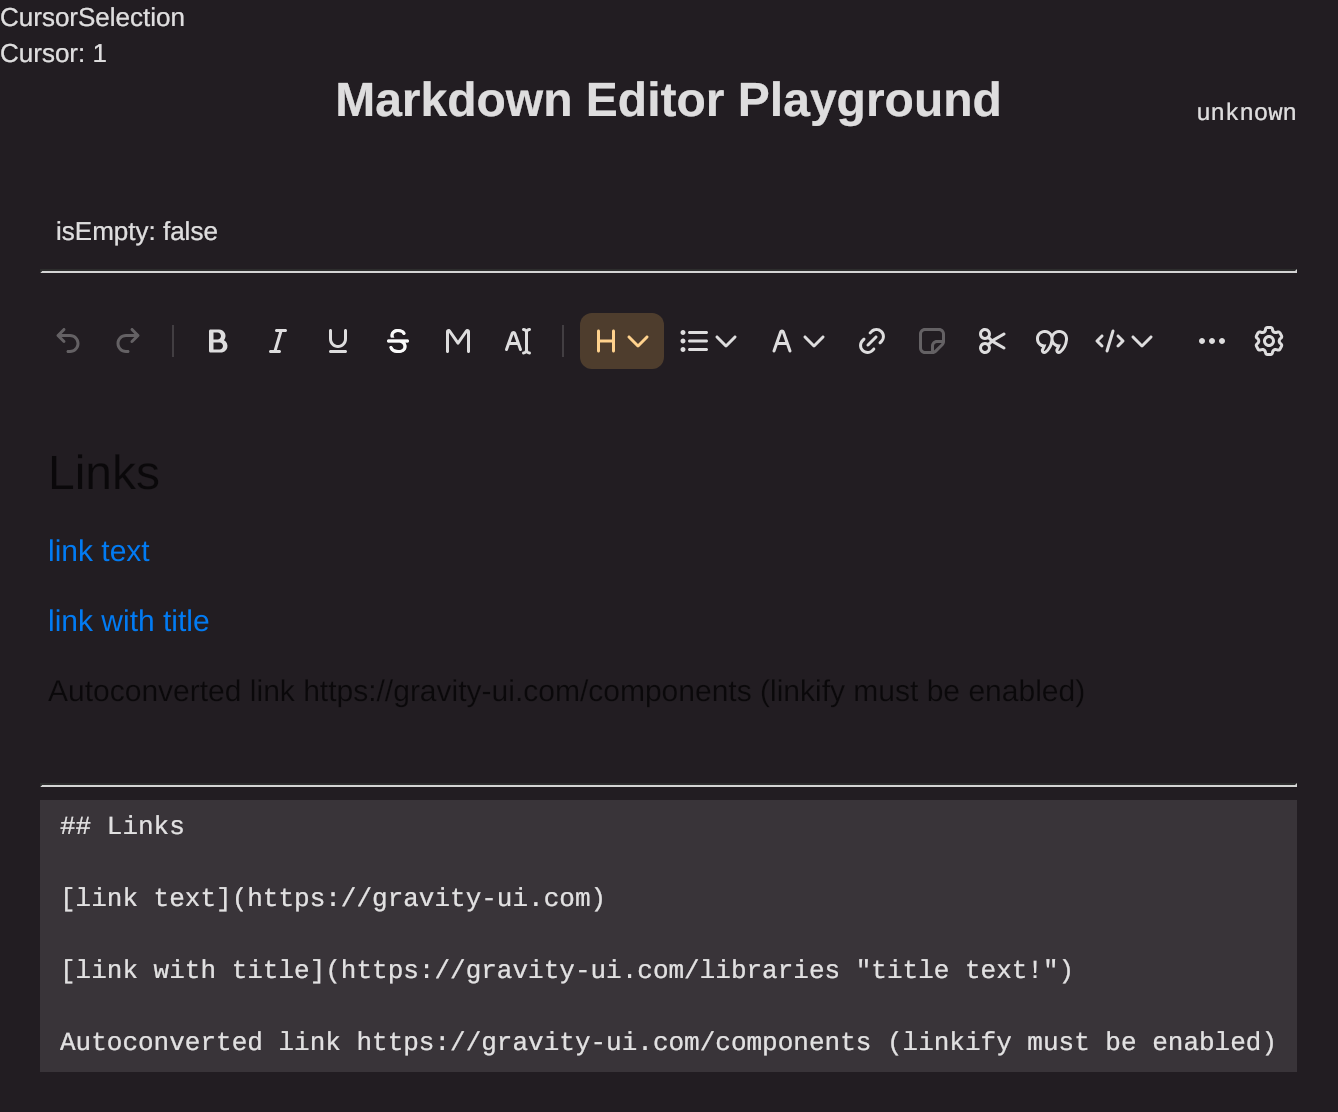 CursorSelection
Cursor: 1
Markdown Editor Playground
unknown
isEmpty: false
Links
link text
link with title
Autoconverted link https://gravity-ui.com/components (linkify must be enabled)
## Links
[link text](https://gravity-ui.com)
[link with title](https://gravity-ui.com/libraries "title text!")
Autoconverted link https://gravity-ui.com/components (linkify must be enabled)